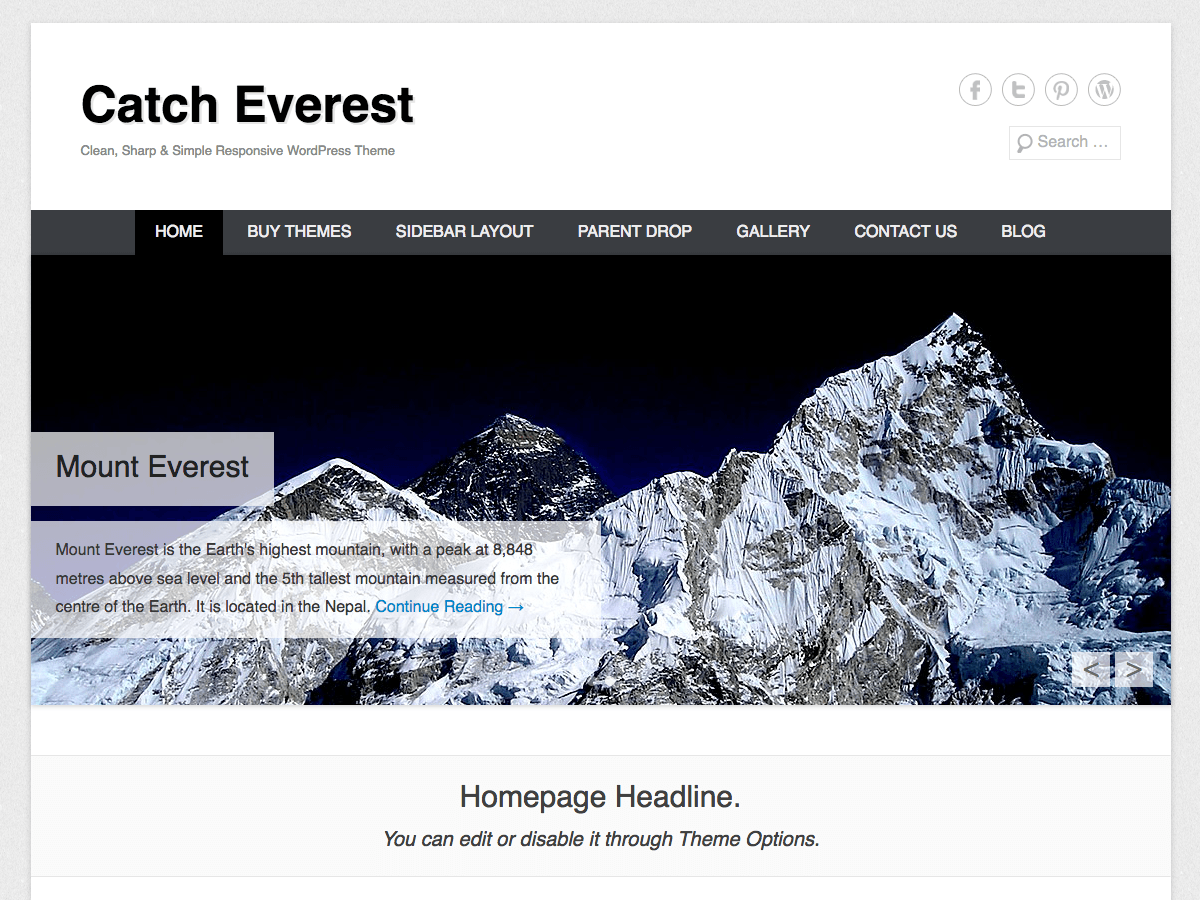 Catch Everest
Clean, Sharp & Simple Responsive WordPress Theme
Search ...
HOME BUY THEMES SIDEBAR LAYOUT PARENT DROP GALLERY CONTACT US BLOG
Mount Everest
Mount Everest is the Earth's highest mountain, with a peak at 8,848
metres above sea level and the 5th tallest mountain measured from the
centre of the Earth. It is located in the Nepal. Continue Reading →
< >
Homepage Headline.
You can edit or disable it through Theme Options.